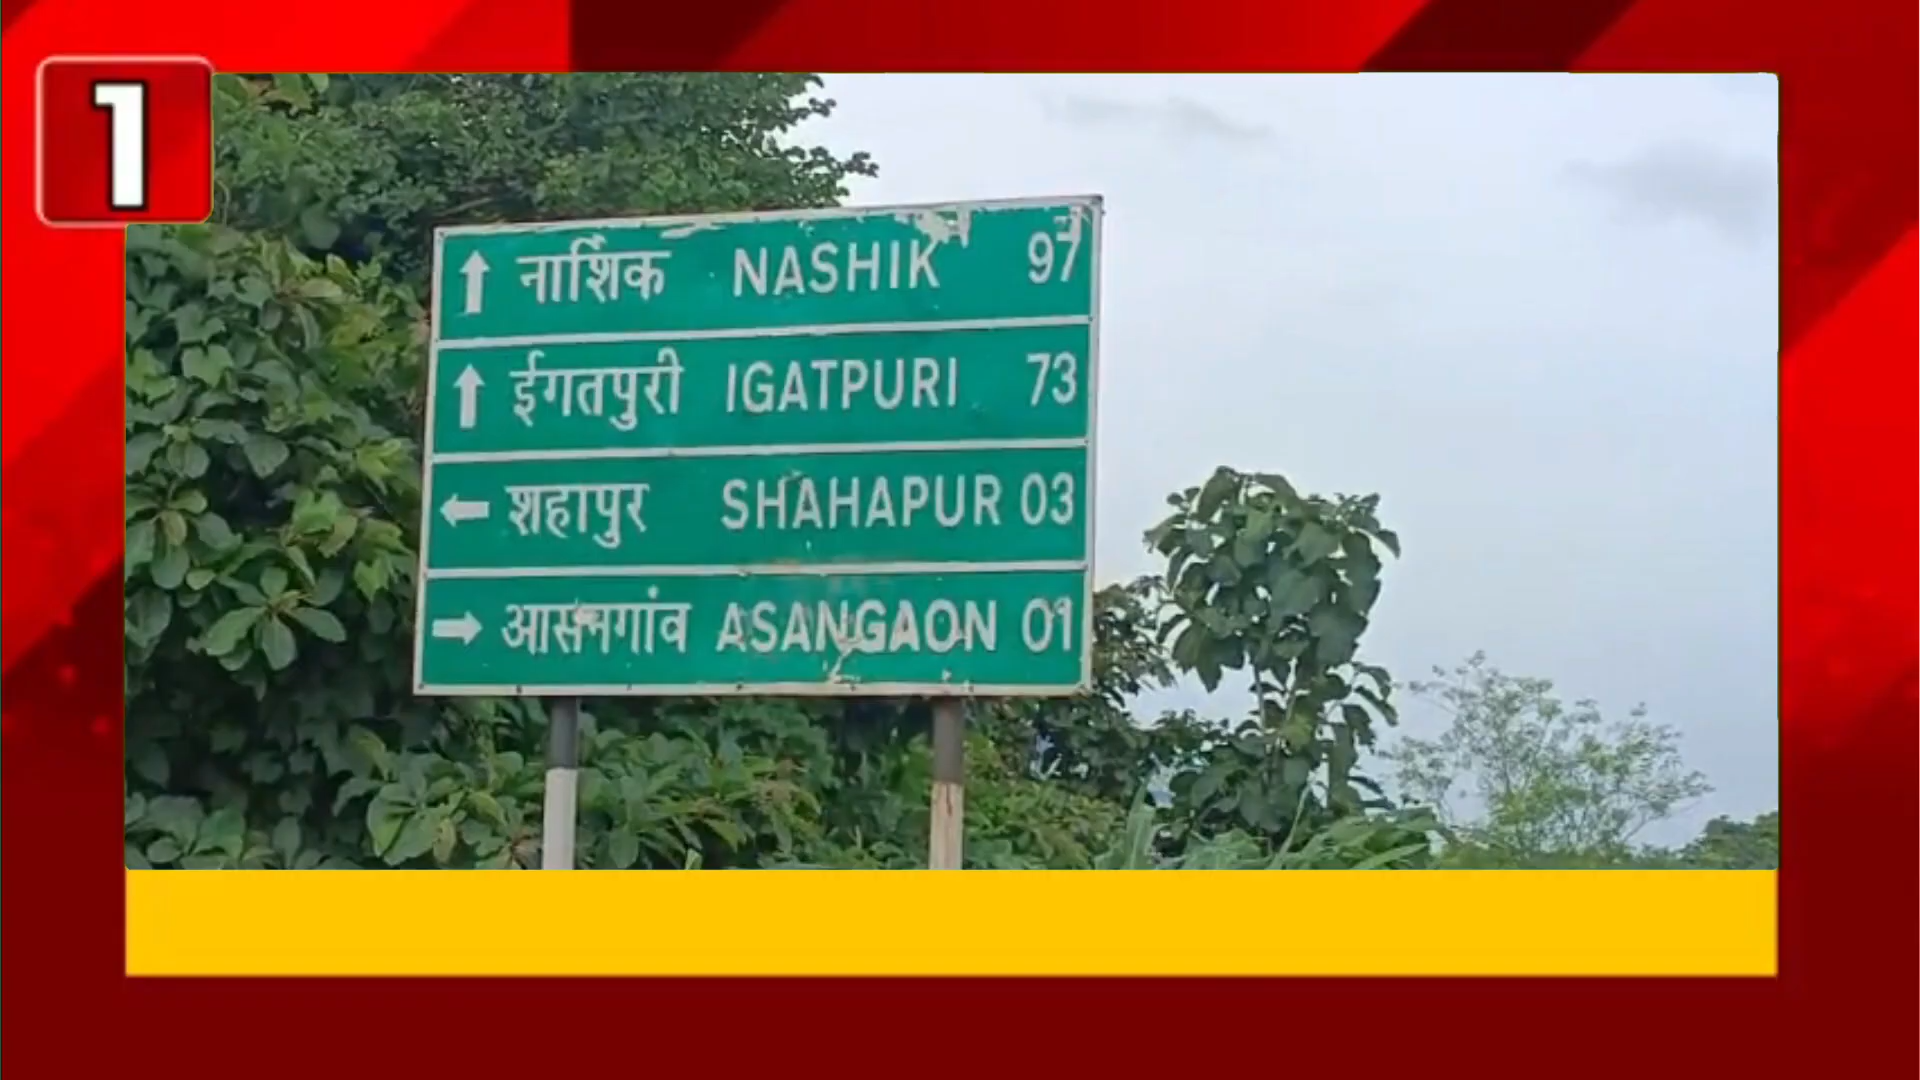 1
नाशिंक NASHIK 97
ईगतपुरी IGATPURI 73
शहापुर SHAHAPUR 03
आसनगांव ASANGAON 01